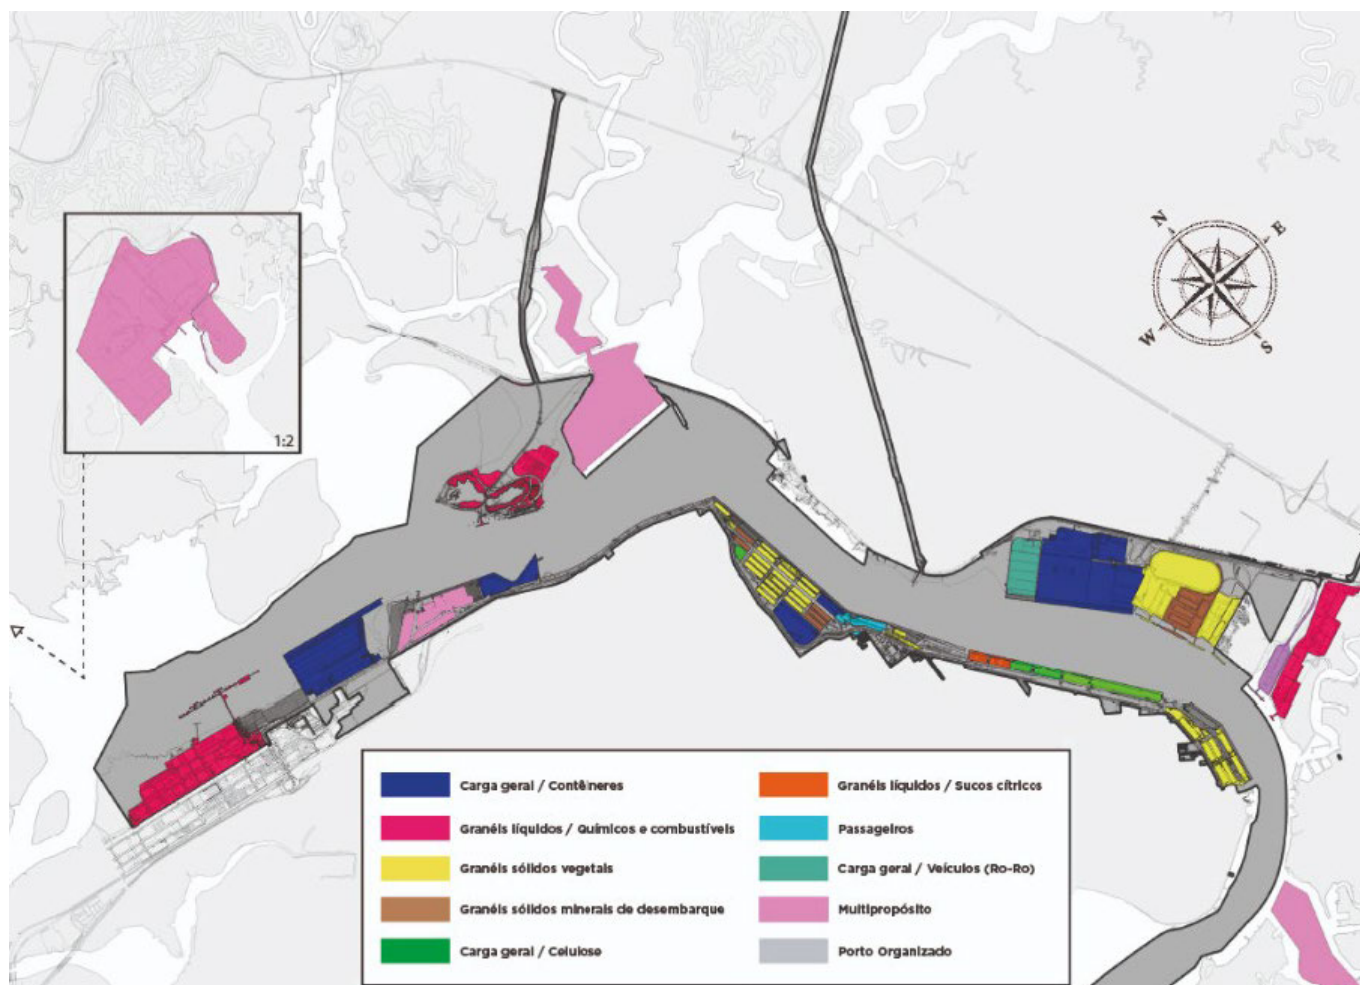 N
E
W
S
1:2
Carga geral / Contêineres
Granéis líquidos / Químicos e combustíveis
Granéis sólidos vegetais
Granéis sólidos minerais de desembarque
Carga geral / Celulose
Granéis líquidos / Sucos cítricos
Passageiros
Carga geral / Veículos (Ro-Ro)
Multipropósito
Porto Organizado